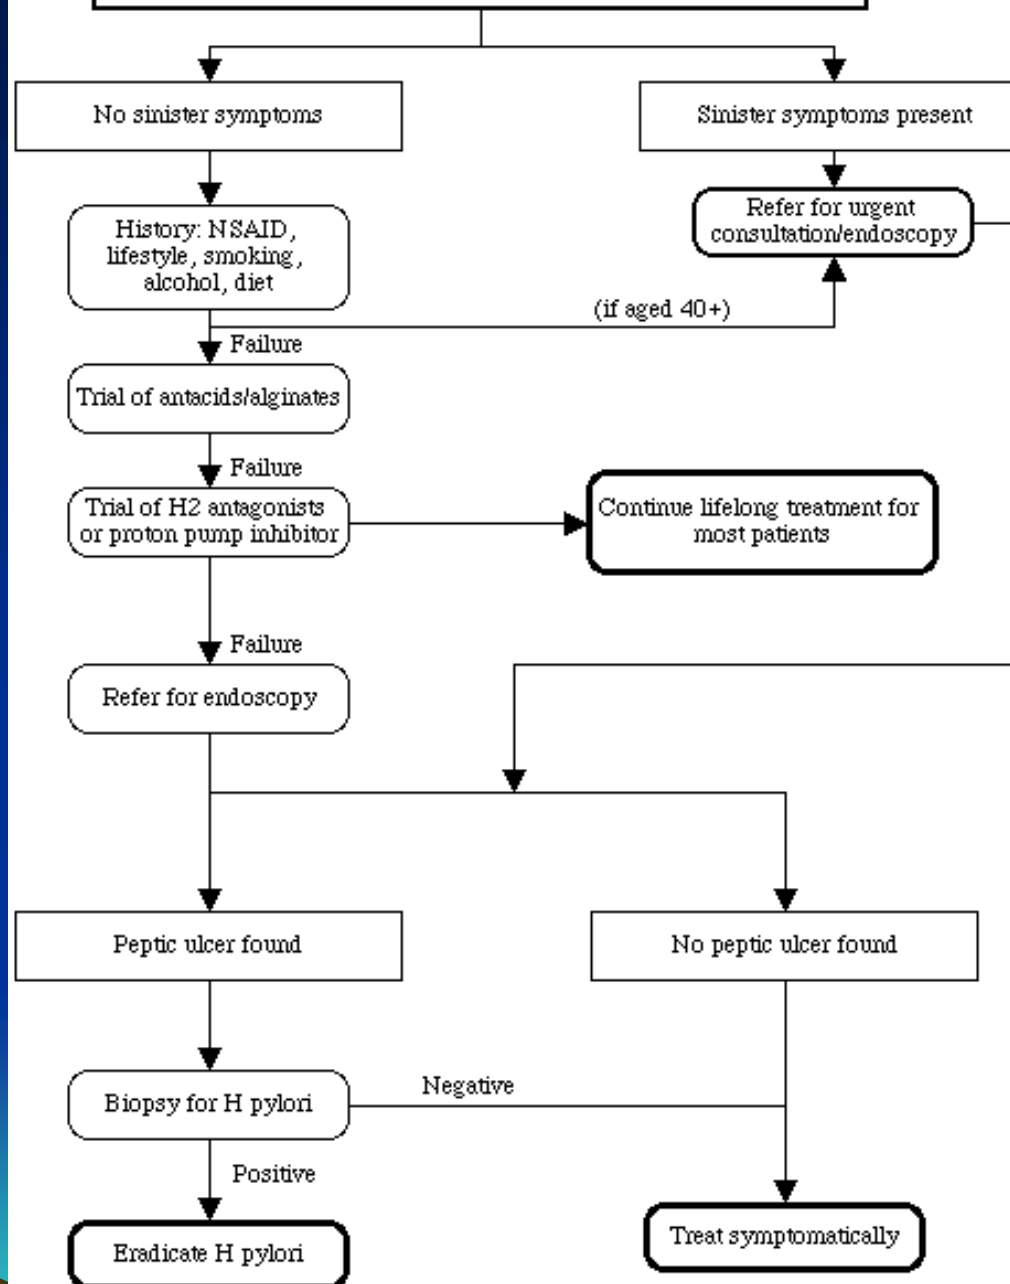 No sinister symptoms
Sinister symptoms present
History: NSAID,
lifestyle, smoking,
alcohol, diet
Refer for urgent
consultation/endoscopy
(if aged 40+)
Failure
Trial of antacids/alginates
Failure
Trial of H2 antagonists
or proton pump inhibitor
Continue lifelong treatment for
most patients
Failure
Refer for endoscopy
Peptic ulcer found
No peptic ulcer found
Biopsy for H pylori
Negative
Positive
Eradicate H pylori
Treat symptomatically